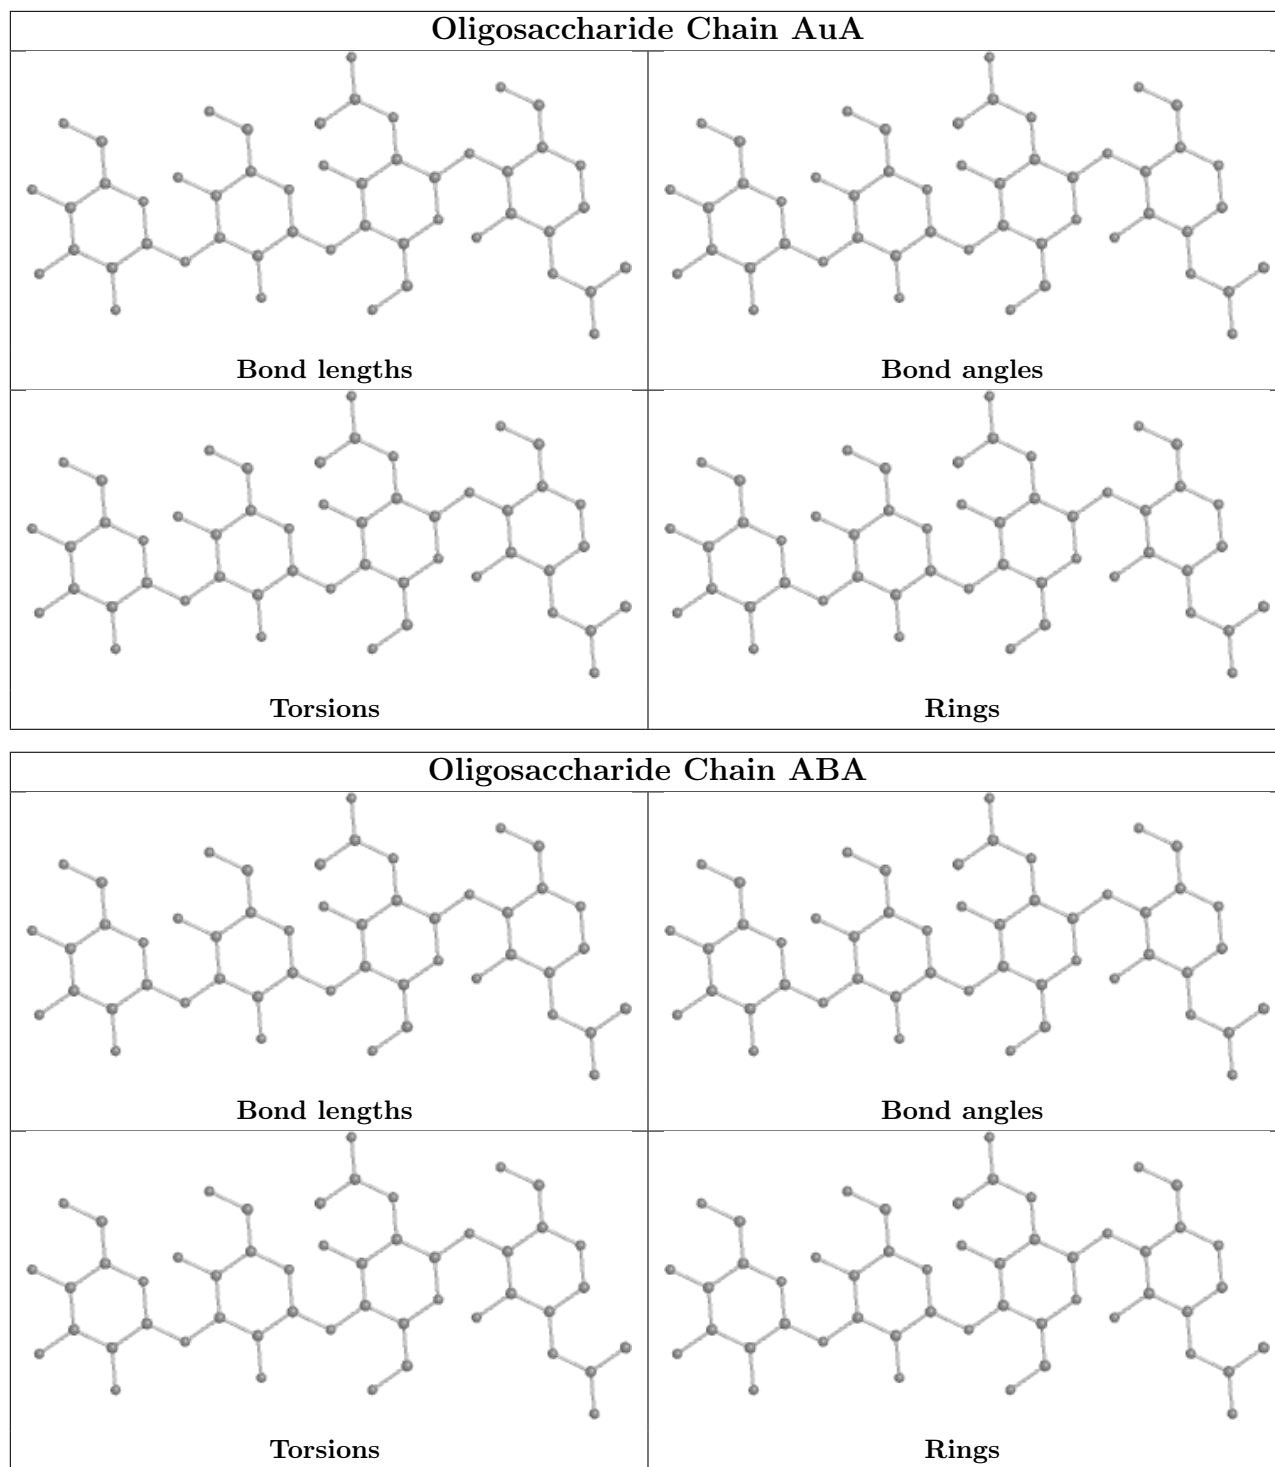 Oligosaccharide Chain AuA
Bond lengths
Bond angles
Torsions
Rings
Oligosaccharide Chain ABA
Bond lengths
Bond angles
Torsions
Rings